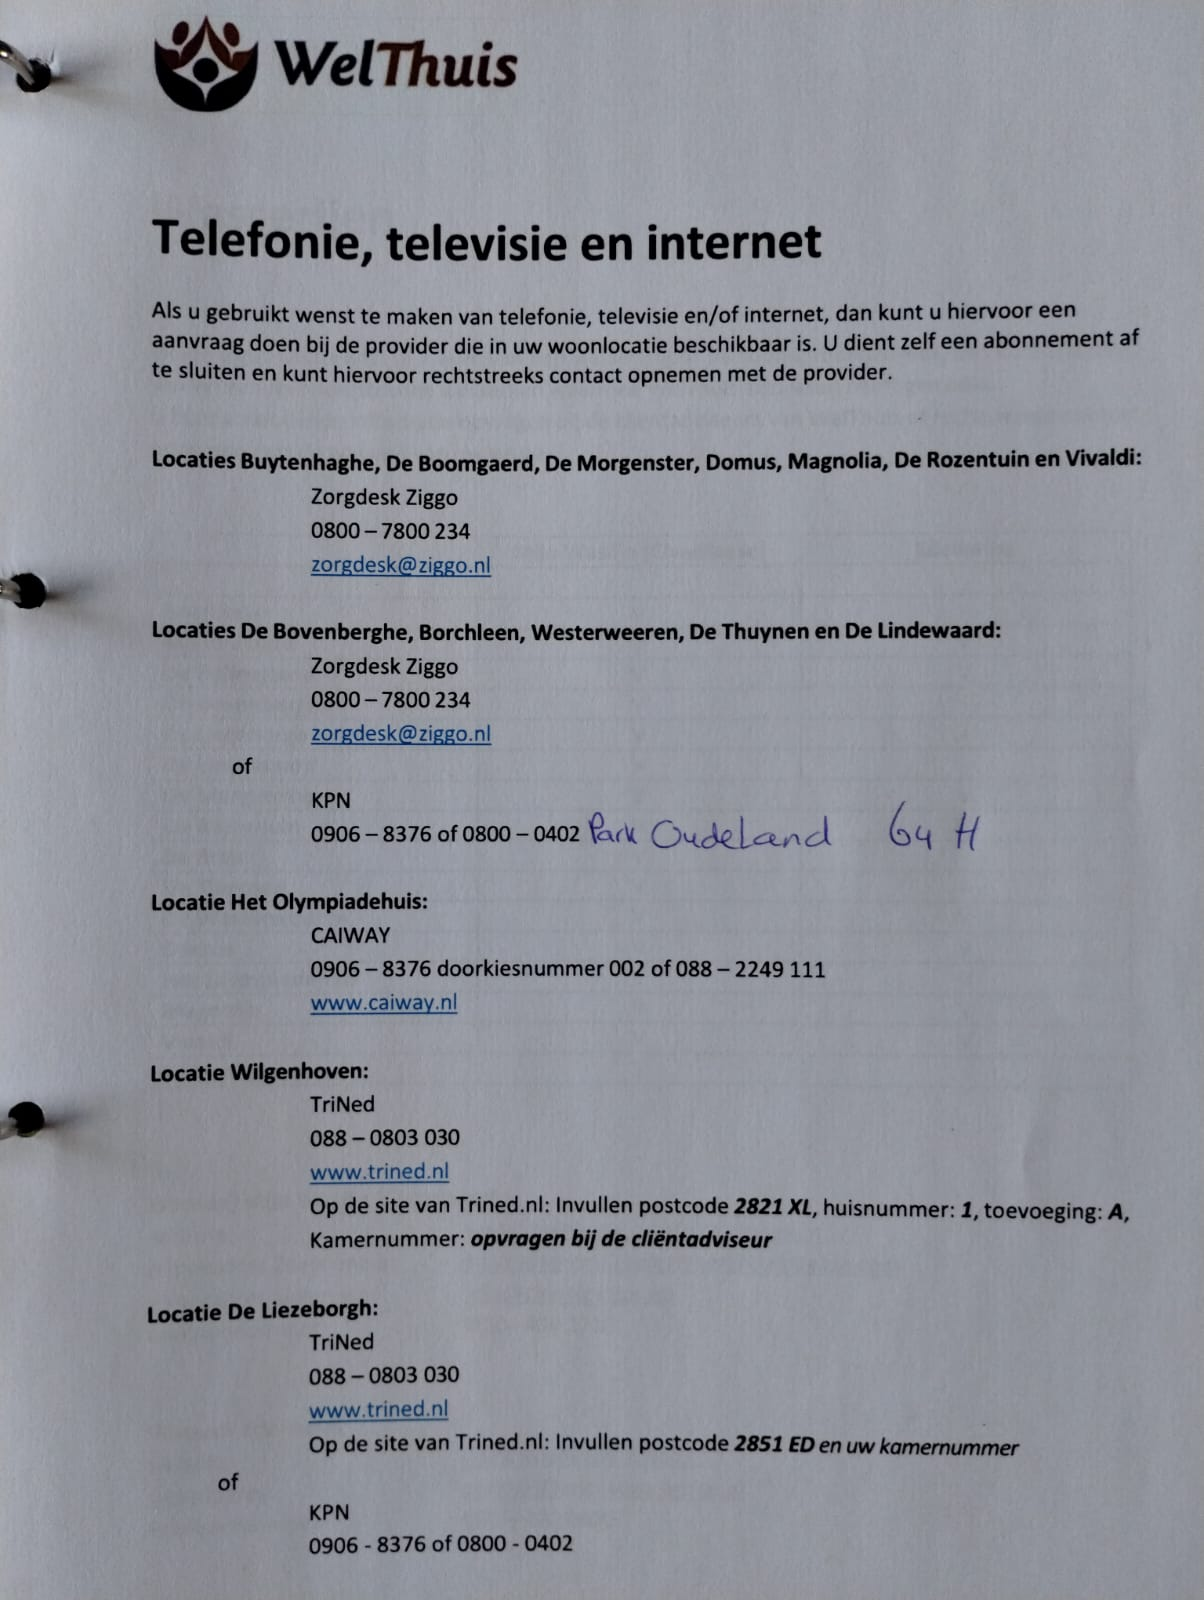 WelThuis
Telefonie, televisie en internet
Als u gebruikt wenst te maken van telefonie, televisie en/of internet, dan kunt u hiervoor een
aanvraag doen bij de provider die in uw woonlocatie beschikbaar is. U dient zelf een abonnement af
te sluiten en kunt hiervoor rechtstreeks contact opnemen met de provider.
Locaties Buytenhaghe, De Boomgaerd, De Morgenster, Domus, Magnolia, De Rozentuin en Vivaldi:
Zorgdesk Ziggo
0800 – 7800 234
zorgdesk@ziggo.nl
Locaties De Bovenberghe, Borchleen, Westerweeren, De Thuynen en De Lindewaard:
Zorgdesk Ziggo
0800 – 7800 234
zorgdesk@ziggo.nl
of
KPN
0906 – 8376 of 0800 – 0402 Park Oudeland 64 H
Locatie Het Olympiadehuis:
CAIWAY
0906 – 8376 doorkiesnummer 002 of 088 – 2249 111
www.caiway.nl
Locatie Wilgenhoven:
TriNed
088 – 0803 030
www.trined.nl
Op de site van Trined.nl: Invullen postcode 2821 XL, huisnummer: 1, toevoeging: A,
Kamernummer: opvragen bij de cliëntadviseur
Locatie De Liezeborgh:
TriNed
088 – 0803 030
www.trined.nl
Op de site van Trined.nl: Invullen postcode 2851 ED en uw kamernummer
of
KPN
0906 - 8376 of 0800 - 0402